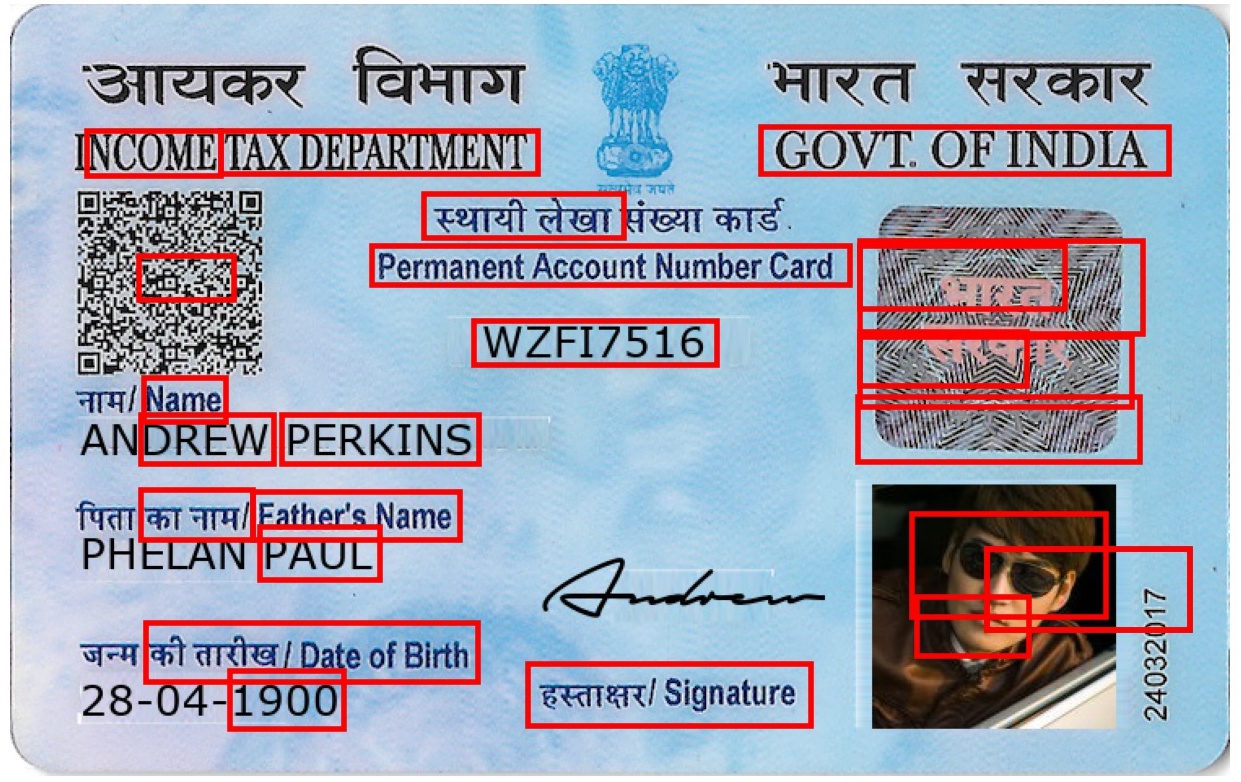 आयकर विभाग
भारत सरकार
INCOME TAX DEPARTMENT
GOVT. OF INDIA
सत्यमेव जयते
स्थायी लेखा संख्या कार्ड
Permanent Account Number Card
भारत
सरकार
WZFI7516
नाम/ Name
ANDREW PERKINS
पिता का नाम/ Father's Name
PHELAN PAUL
Andrew
जन्म की तारीख / Date of Birth
28-04-1900
हस्ताक्षर/ Signature
24032017